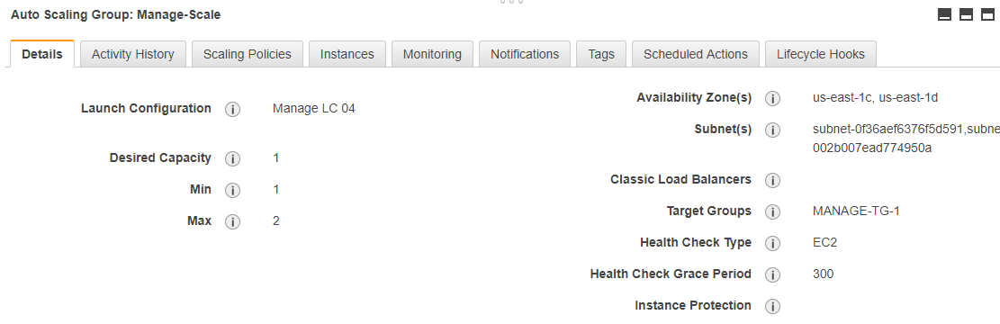 Auto Scaling Group: Manage-Scale
Details Activity History Scaling Policies Instances Monitoring Notifications Tags Scheduled Actions Lifecycle Hooks
Launch Configuration i Manage LC 04
Desired Capacity i 1
Min i 1
Max i 2
Availability Zone(s) i us-east-1c, us-east-1d
Subnet(s) i subnet-0f36aef6376f5d591,subne
002b007ead774950a
Classic Load Balancers i
Target Groups i MANAGE-TG-1
Health Check Type i EC2
Health Check Grace Period i 300
Instance Protection i